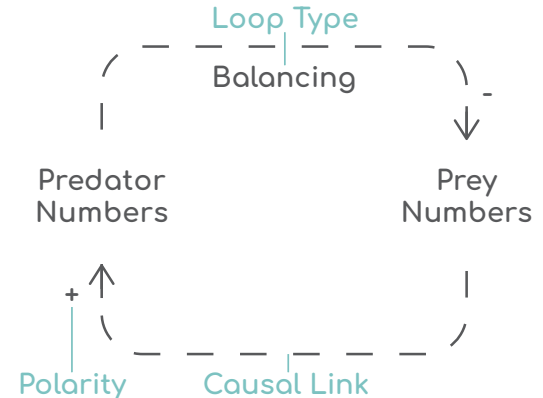 Loop Type
Balancing
-
Predator
Numbers
Prey
Numbers
+
Polarity
Causal Link